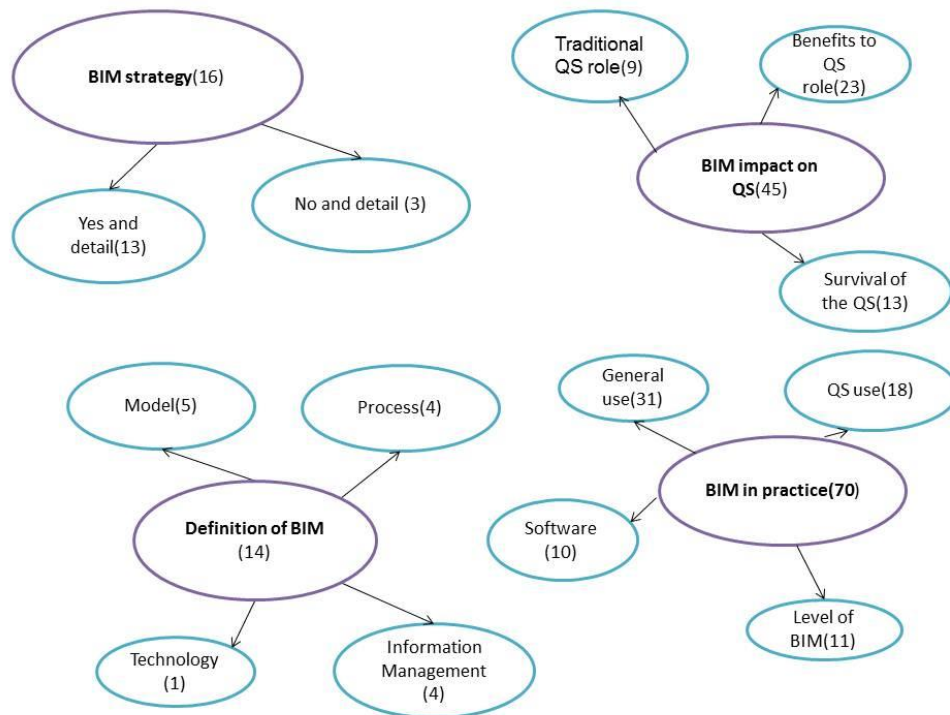 BIM strategy(16)
Yes and
detail(13)
No and detail (3)
Traditional
QS role(9)
Benefits to
QS
role(23)
BIM impact on
QS(45)
Survival of
the QS(13)
Model(5)
Process(4)
Definition of BIM
(14)
Technology
(1)
Information
Management
(4)
General
use(31)
QS use(18)
BIM in practice(70)
Software
(10)
Level of
BIM(11)